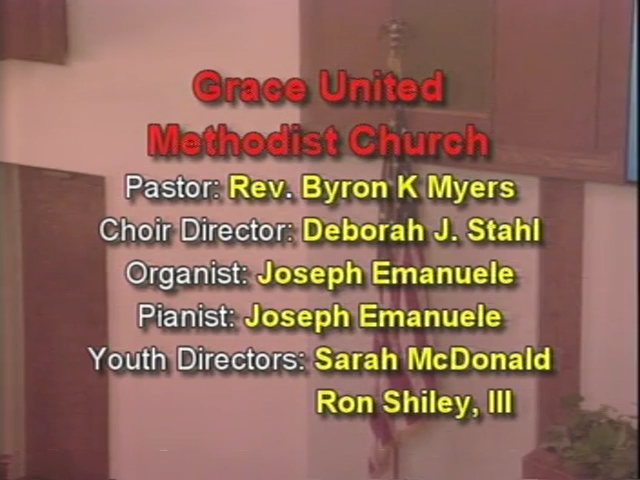 Grace United
Methodist Church
Pastor: Rev. Byron K Myers
Choir Director: Deborah J. Stahl
Organist: Joseph Emanuele
Pianist: Joseph Emanuele
Youth Directors: Sarah McDonald
Ron Shiley, III